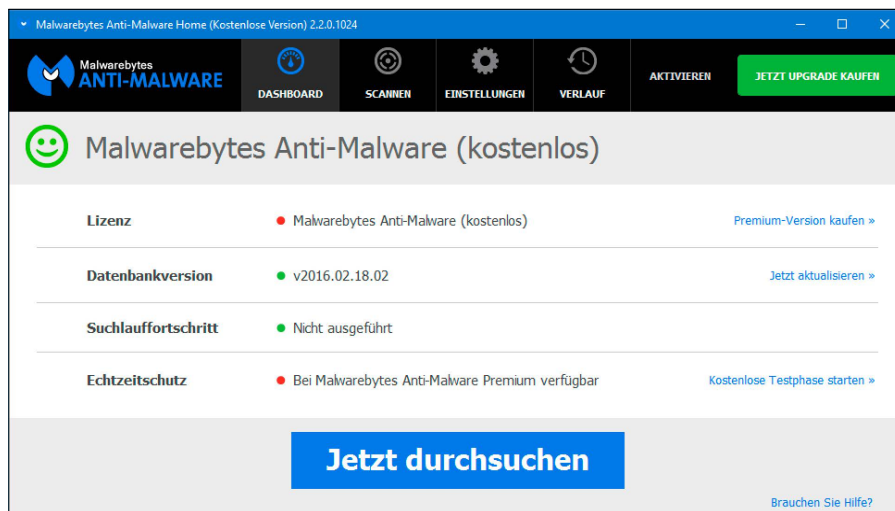 Malwarebytes Anti-Malware Home (Kostenlose Version) 2.2.0.1024
Malwarebytes
ANTI-MALWARE
DASHBOARD
SCANNEN
EINSTELLUNGEN
VERLAUF
AKTIVIEREN
JETZT UPGRADE KAUFEN
Malwarebytes Anti-Malware (kostenlos)
Lizenz Malwarebytes Anti-Malware (kostenlos) Premium-Version kaufen »
Datenbankversion v2016.02.18.02 Jetzt aktualisieren »
Suchlauffortschritt Nicht ausgeführt
Echtzeitschutz Bei Malwarebytes Anti-Malware Premium verfügbar Kostenlose Testphase starten »
Jetzt durchsuchen
Brauchen Sie Hilfe?